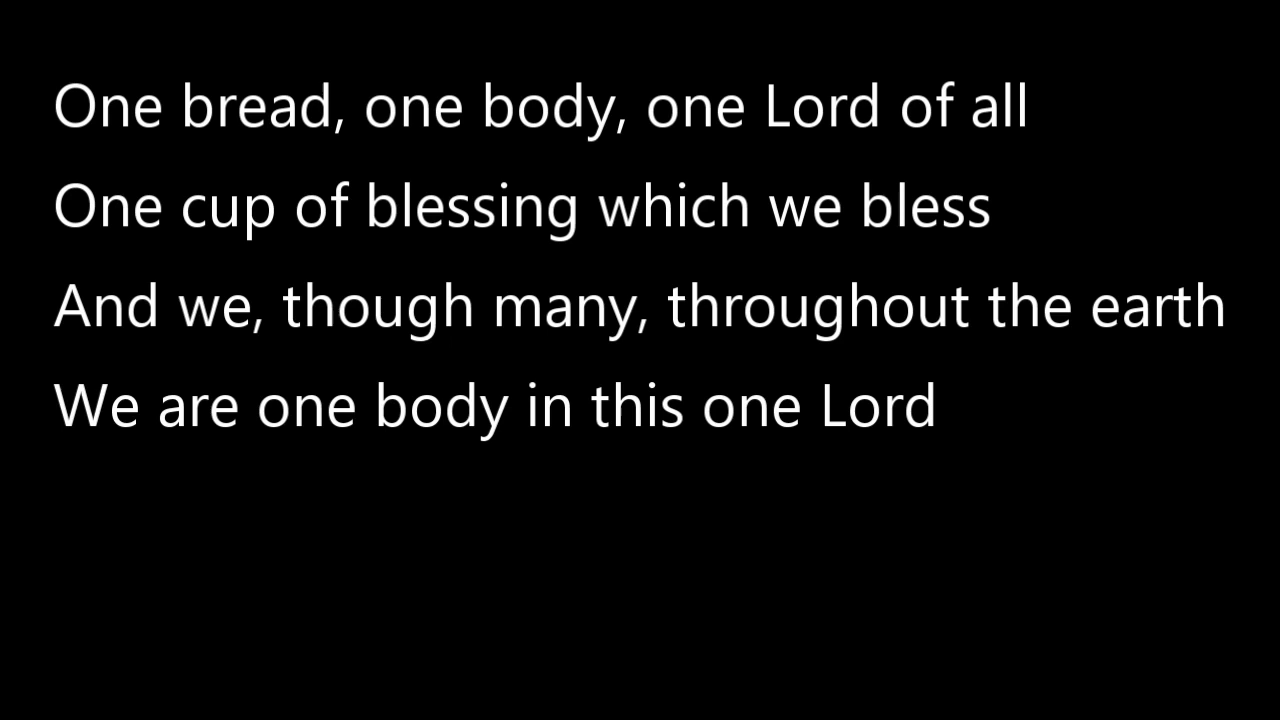 One bread, one body, one Lord of all
One cup of blessing which we bless
And we, though many, throughout the earth
We are one body in this one Lord